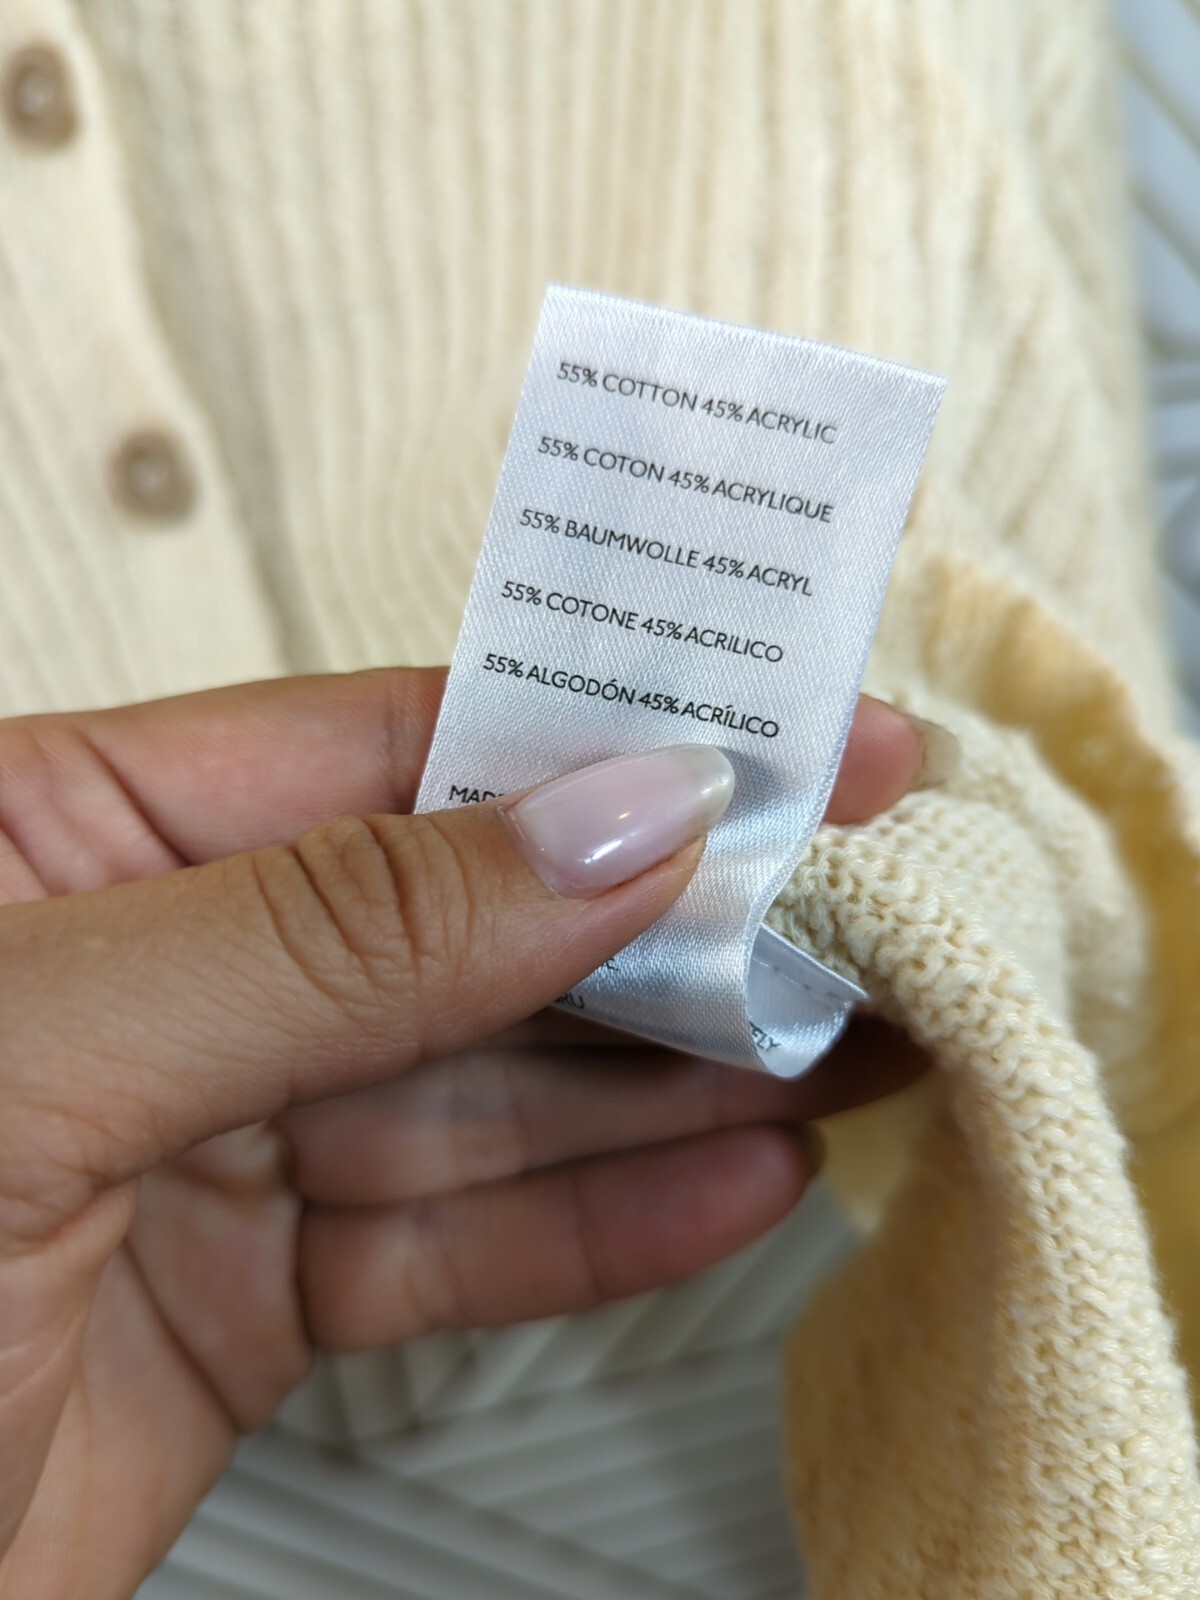 55% COTTON 45% ACRYLIC
55% COTON 45% ACRYLIQUE
55% BAUMWOLLE 45% ACRYL
55% COTONE 45% ACRILICO
55% ALGODÓN 45% ACRÍLICO